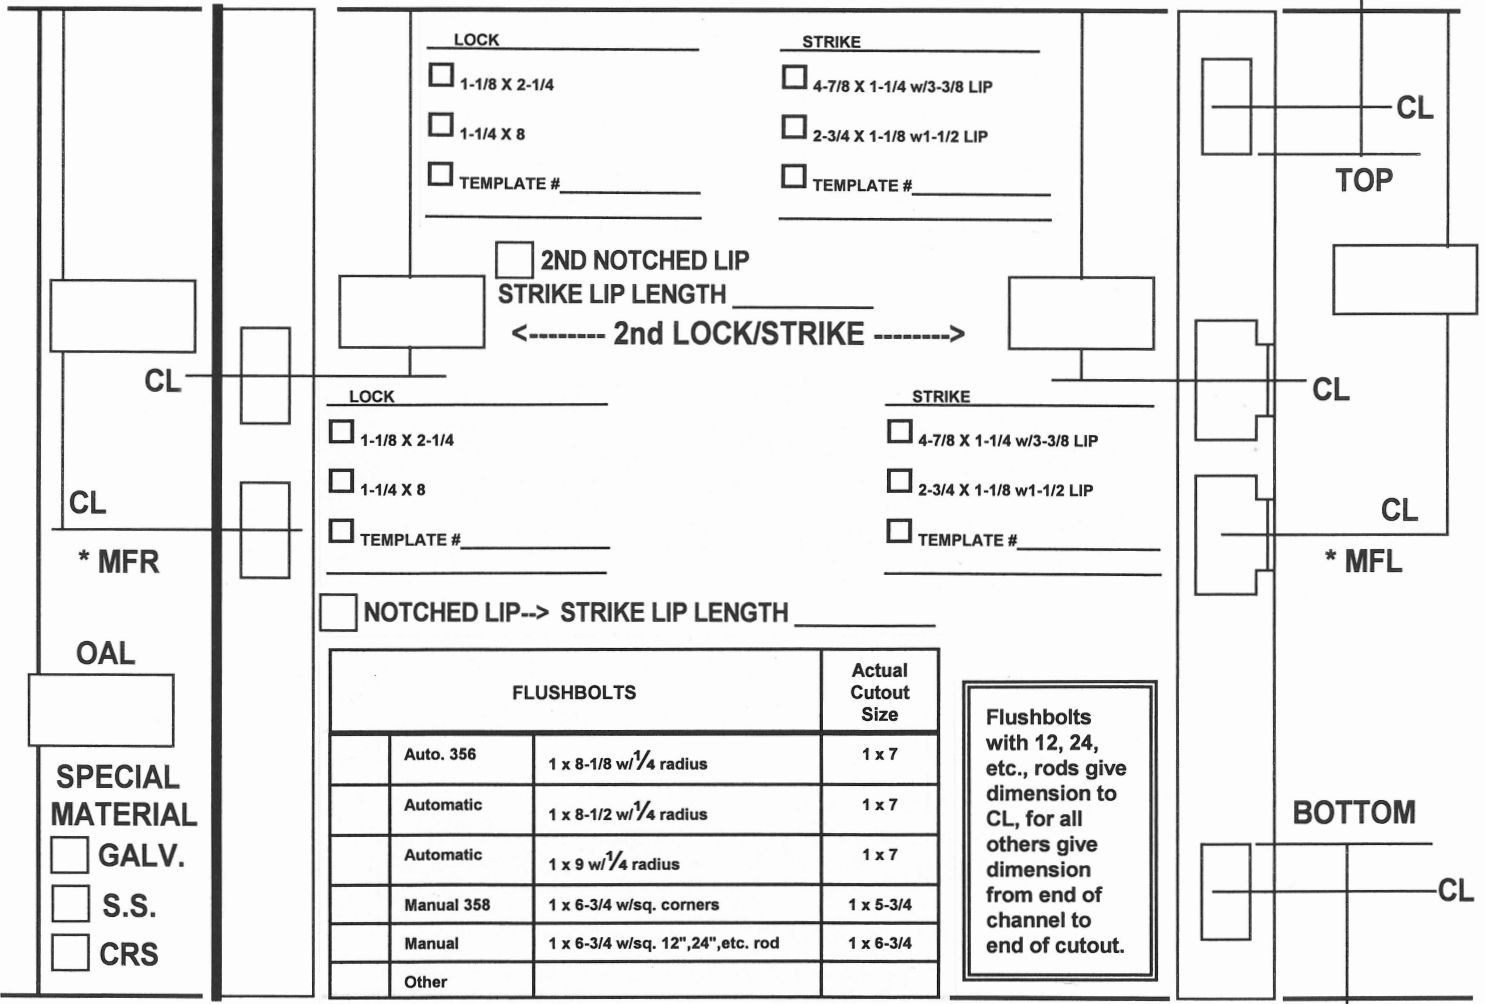 LOCK
1-1/8 X 2-1/4
1-1/4 X 8
TEMPLATE #
STRIKE
4-7/8 X 1-1/4 w/3-3/8 LIP
2-3/4 X 1-1/8 w1-1/2 LIP
TEMPLATE #
CL
TOP
2ND NOTCHED LIP
STRIKE LIP LENGTH
<-------- 2nd LOCK/STRIKE -------->
CL
CL
LOCK
1-1/8 X 2-1/4
1-1/4 X 8
TEMPLATE #
STRIKE
4-7/8 X 1-1/4 w/3-3/8 LIP
2-3/4 X 1-1/8 w1-1/2 LIP
TEMPLATE #
CL
* MFR
CL
* MFL
NOTCHED LIP--> STRIKE LIP LENGTH
OAL
SPECIAL
MATERIAL
GALV.
S.S.
CRS
FLUSHBOLTS
Actual
Cutout
Size
Auto. 356 1 x 8-1/8 w/1/4 radius 1 x 7
Automatic 1 x 8-1/2 w/1/4 radius 1 x 7
Automatic 1 x 9 w/1/4 radius 1 x 7
Manual 358 1 x 6-3/4 w/sq. corners 1 x 5-3/4
Manual 1 x 6-3/4 w/sq. 12",24",etc. rod 1 x 6-3/4
Other
Flushbolts
with 12, 24,
etc., rods give
dimension to
CL, for all
others give
dimension
from end of
channel to
end of cutout.
BOTTOM
CL